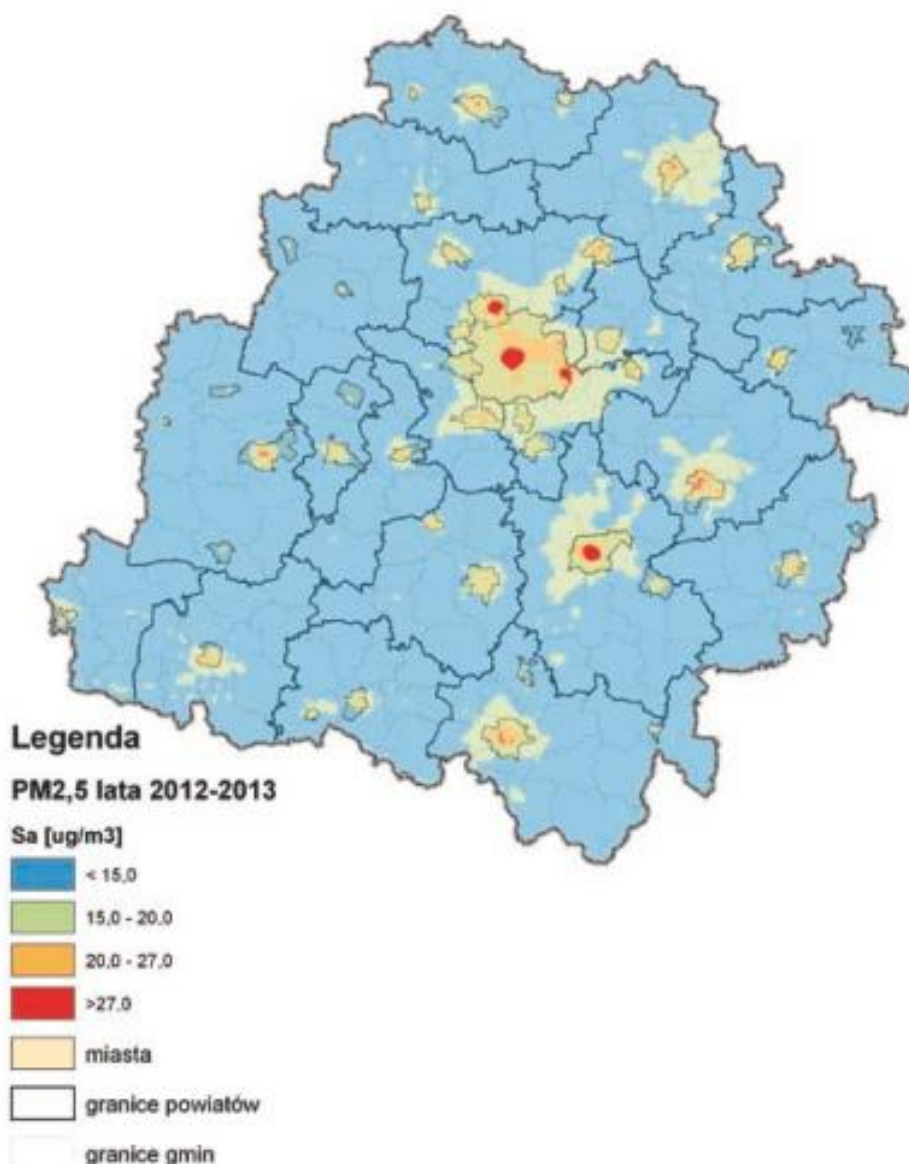 Legenda
PM2,5 lata 2012-2013
Sa [ug/m3]
< 15,0
15,0 - 20,0
20,0 - 27,0
>27,0
miasta
granice powiatów
granice gmin